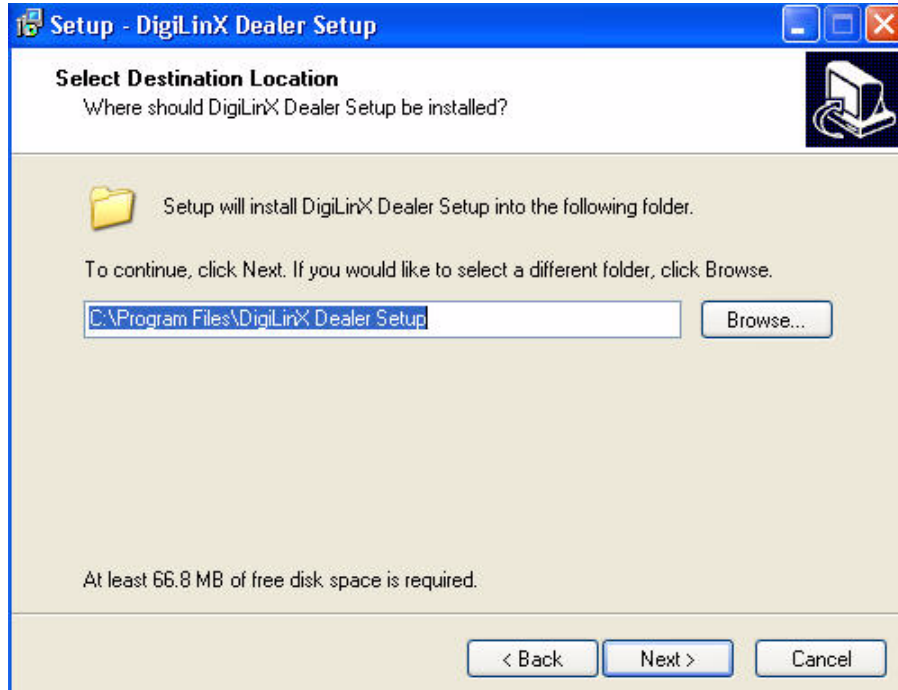 Setup - DigiLinX Dealer Setup
Select Destination Location
Where should DigiLinX Dealer Setup be installed?
Setup will install DigiLinX Dealer Setup into the following folder.
To continue, click Next. If you would like to select a different folder, click Browse.
C:\Program Files\DigiLinX Dealer Setup
Browse...
At least 66.8 MB of free disk space is required.
< Back
Next >
Cancel